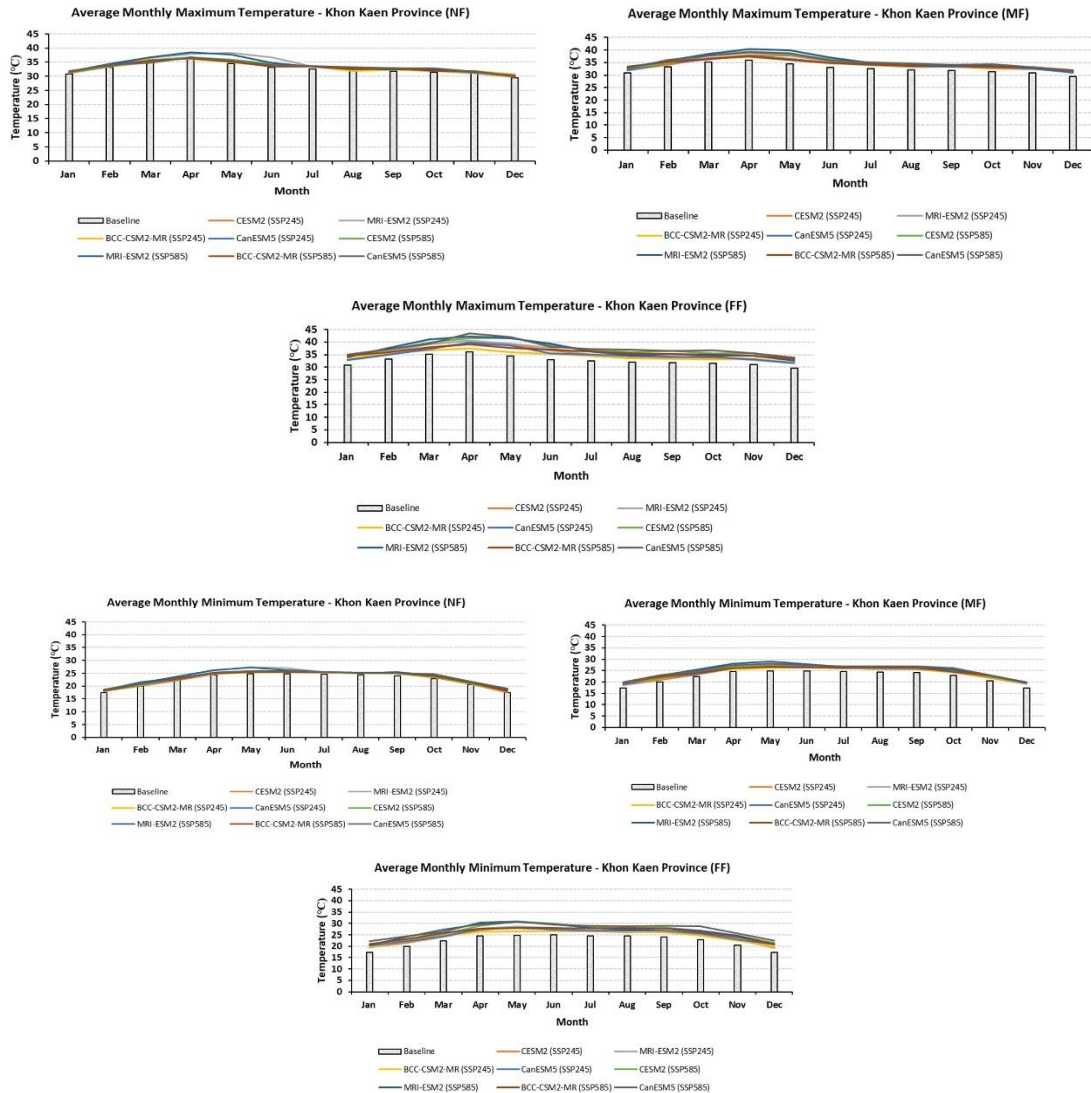 Average Monthly Maximum Temperature - Khon Kaen Province (NF)
Temperature (°C)
45
40
35
30
25
20
15
10
5
0
Jan Feb Mar Apr May Jun Jul Aug Sep Oct Nov Dec
Month
Baseline CESM2 (SSP245) MRI-ESM2 (SSP245)
BCC-CSM2-MR (SSP245) CanESM5 (SSP245) CESM2 (SSP585)
MRI-ESM2 (SSP585) BCC-CSM2-MR (SSP585) CanESM5 (SSP585)
Average Monthly Maximum Temperature - Khon Kaen Province (MF)
Temperature (°C)
45
40
35
30
25
20
15
10
5
0
Jan Feb Mar Apr May Jun Jul Aug Sep Oct Nov Dec
Month
Baseline CESM2 (SSP245) MRI-ESM2 (SSP245)
BCC-CSM2-MR (SSP245) CanESM5 (SSP245) CESM2 (SSP585)
MRI-ESM2 (SSP585) BCC-CSM2-MR (SSP585) CanESM5 (SSP585)
Average Monthly Maximum Temperature - Khon Kaen Province (FF)
Temperature (°C)
45
40
35
30
25
20
15
10
5
0
Jan Feb Mar Apr May Jun Jul Aug Sep Oct Nov Dec
Month
Baseline CESM2 (SSP245) MRI-ESM2 (SSP245)
BCC-CSM2-MR (SSP245) CanESM5 (SSP245) CESM2 (SSP585)
MRI-ESM2 (SSP585) BCC-CSM2-MR (SSP585) CanESM5 (SSP585)
Average Monthly Minimum Temperature - Khon Kaen Province (NF)
Temperature (°C)
45
40
35
30
25
20
15
10
5
0
Jan Feb Mar Apr May Jun Jul Aug Sep Oct Nov Dec
Month
Baseline CESM2 (SSP245) MRI-ESM2 (SSP245)
BCC-CSM2-MR (SSP245) CanESM5 (SSP245) CESM2 (SSP585)
MRI-ESM2 (SSP585) BCC-CSM2-MR (SSP585) CanESM5 (SSP585)
Average Monthly Minimum Temperature - Khon Kaen Province (MF)
Temperature (°C)
45
40
35
30
25
20
15
10
5
0
Jan Feb Mar Apr May Jun Jul Aug Sep Oct Nov Dec
Month
Baseline CESM2 (SSP245) MRI-ESM2 (SSP245)
BCC-CSM2-MR (SSP245) CanESM5 (SSP245) CESM2 (SSP585)
MRI-ESM2 (SSP585) BCC-CSM2-MR (SSP585) CanESM5 (SSP585)
Average Monthly Minimum Temperature - Khon Kaen Province (FF)
Temperature (°C)
45
40
35
30
25
20
15
10
5
0
Jan Feb Mar Apr May Jun Jul Aug Sep Oct Nov Dec
Month
Baseline CESM2 (SSP245) MRI-ESM2 (SSP245)
BCC-CSM2-MR (SSP245) CanESM5 (SSP245) CESM2 (SSP585)
MRI-ESM2 (SSP585) BCC-CSM2-MR (SSP585) CanESM5 (SSP585)